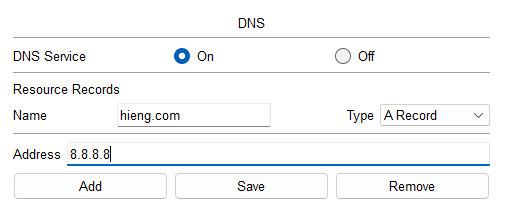 DNS
DNS Service On Off
Resource Records
Name hieng.com Type A Record
Address 8.8.8.8
Add Save Remove